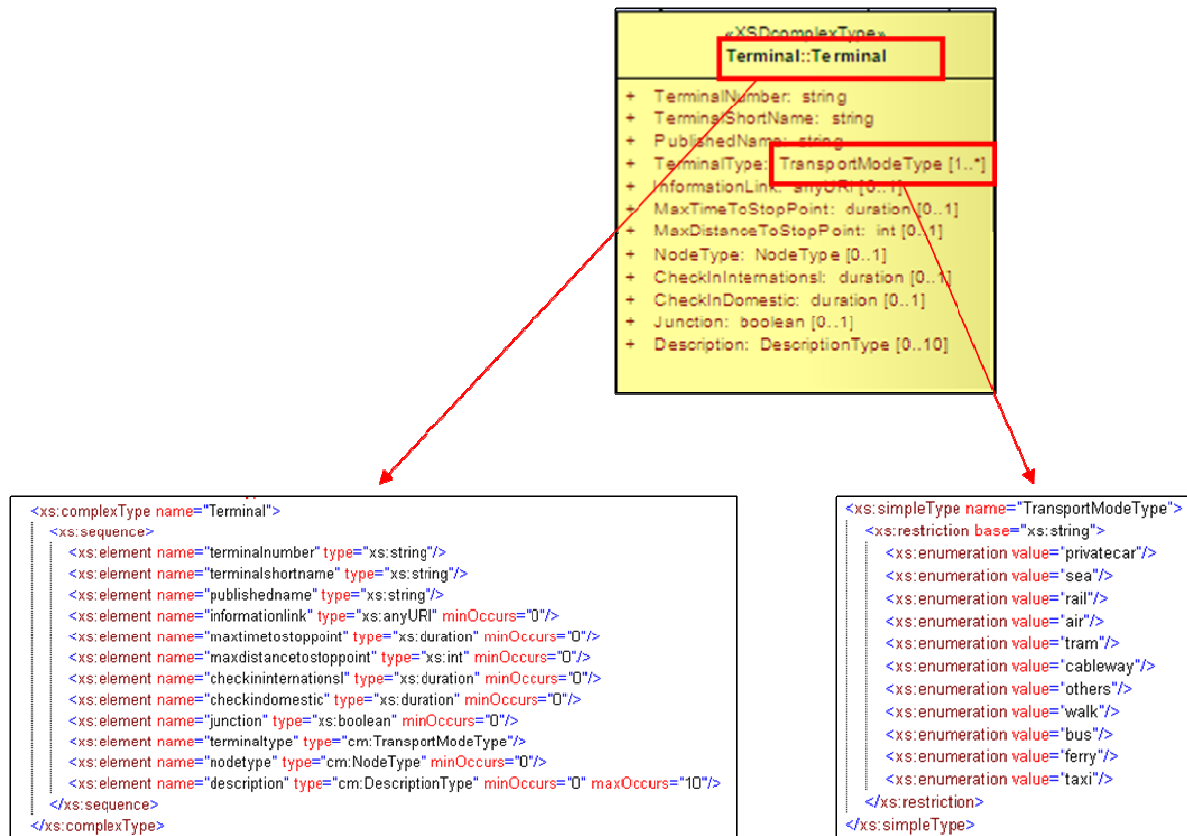 «XSDcomplexType»
Terminal::Terminal
+ TerminalNumber: string
+ TerminalShortName: string
+ PublishedName: string
+ TerminalType: TransportModeType [1..*]
+ InformationLink: anyURI [0..1]
+ MaxTimeToStopPoint: duration [0..1]
+ MaxDistanceToStopPoint: int [0..1]
+ NodeType: NodeType [0..1]
+ CheckInInternationsl: duration [0..1]
+ CheckInDomestic: duration [0..1]
+ Junction: boolean [0..1]
+ Description: DescriptionType [0..10]
<xs:complexType name="Terminal">
<xs:sequence>
<xs:element name="terminalnumber" type="xs:string"/>
<xs:element name="terminalshortname" type="xs:string"/>
<xs:element name="publishedname" type="xs:string"/>
<xs:element name="informationlink" type="xs:anyURI" minOccurs="0"/>
<xs:element name="maxtimetostoppoint" type="xs:duration" minOccurs="0"/>
<xs:element name="maxdistancetostoppoint" type="xs:int" minOccurs="0"/>
<xs:element name="checkininternationsl" type="xs:duration" minOccurs="0"/>
<xs:element name="checkindomestic" type="xs:duration" minOccurs="0"/>
<xs:element name="junction" type="xs:boolean" minOccurs="0"/>
<xs:element name="terminaltype" type="cm:TransportModeType"/>
<xs:element name="nodetype" type="cm:NodeType" minOccurs="0"/>
<xs:element name="description" type="cm:DescriptionType" minOccurs="0" maxOccurs="10"/>
</xs:sequence>
</xs:complexType>
<xs:simpleType name="TransportModeType">
<xs:restriction base="xs:string">
<xs:enumeration value="privatecar"/>
<xs:enumeration value="sea"/>
<xs:enumeration value="rail"/>
<xs:enumeration value="air"/>
<xs:enumeration value="tram"/>
<xs:enumeration value="cableway"/>
<xs:enumeration value="others"/>
<xs:enumeration value="walk"/>
<xs:enumeration value="bus"/>
<xs:enumeration value="ferry"/>
<xs:enumeration value="taxi"/>
</xs:restriction>
</xs:simpleType>